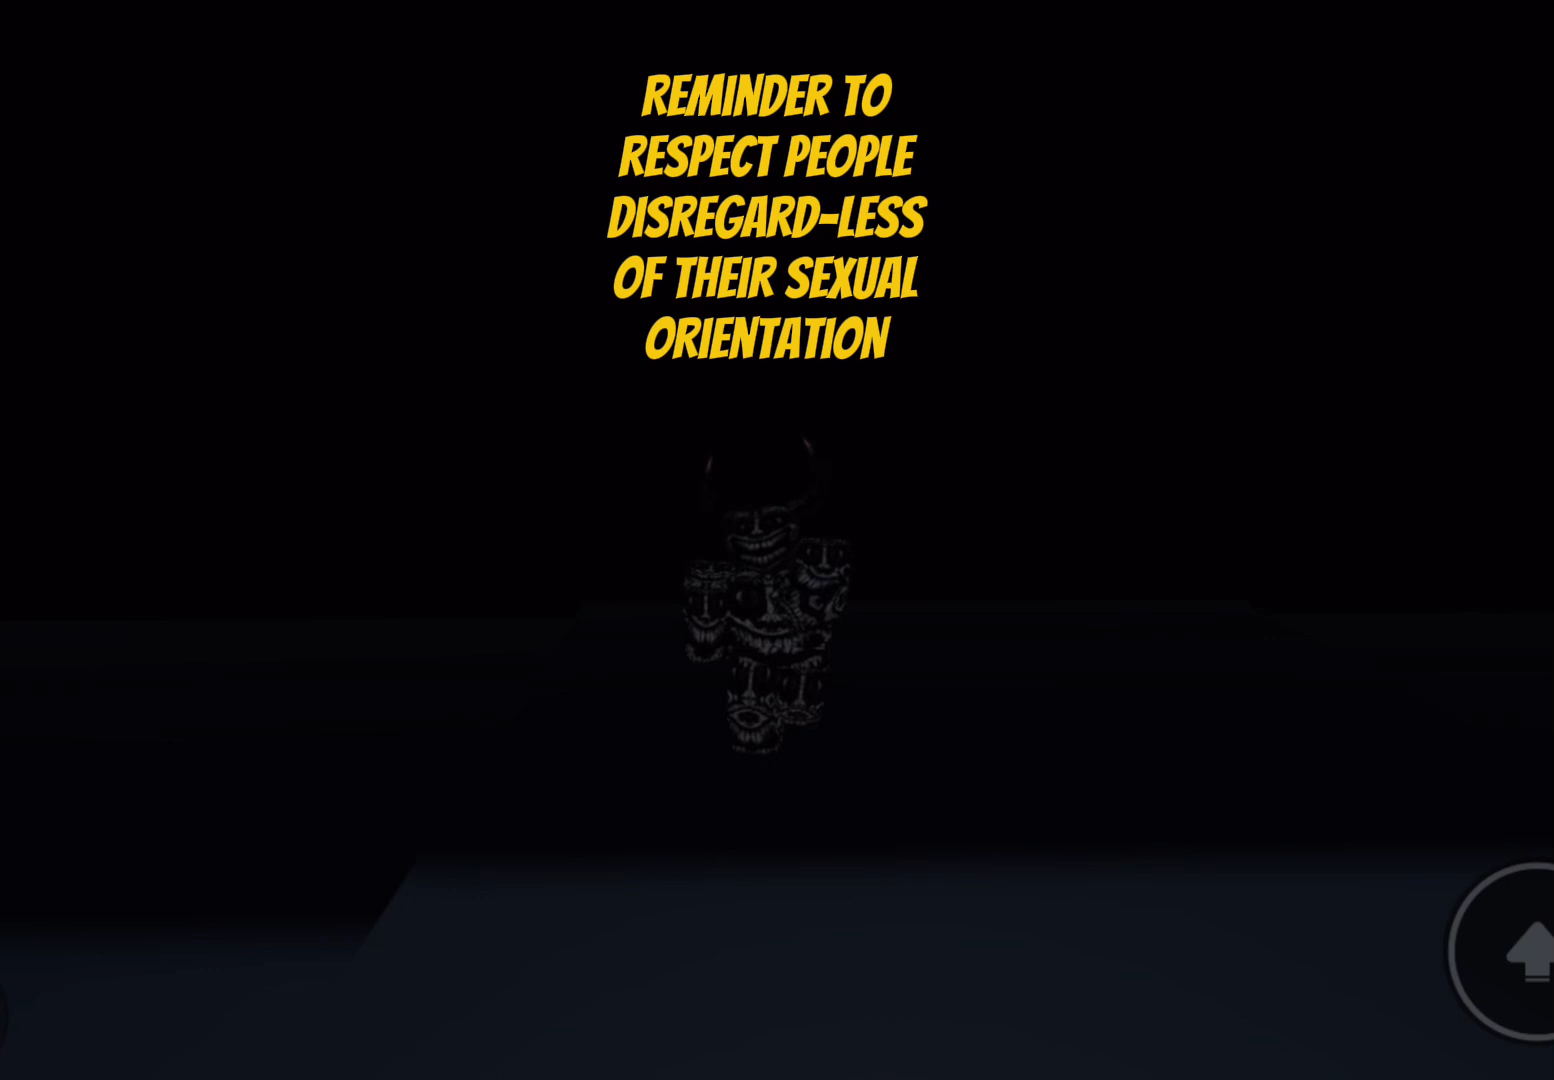 REMINDER TO
RESPECT PEOPLE
DISREGARD-LESS
OF THEIR SEXUAL
ORIENTATION